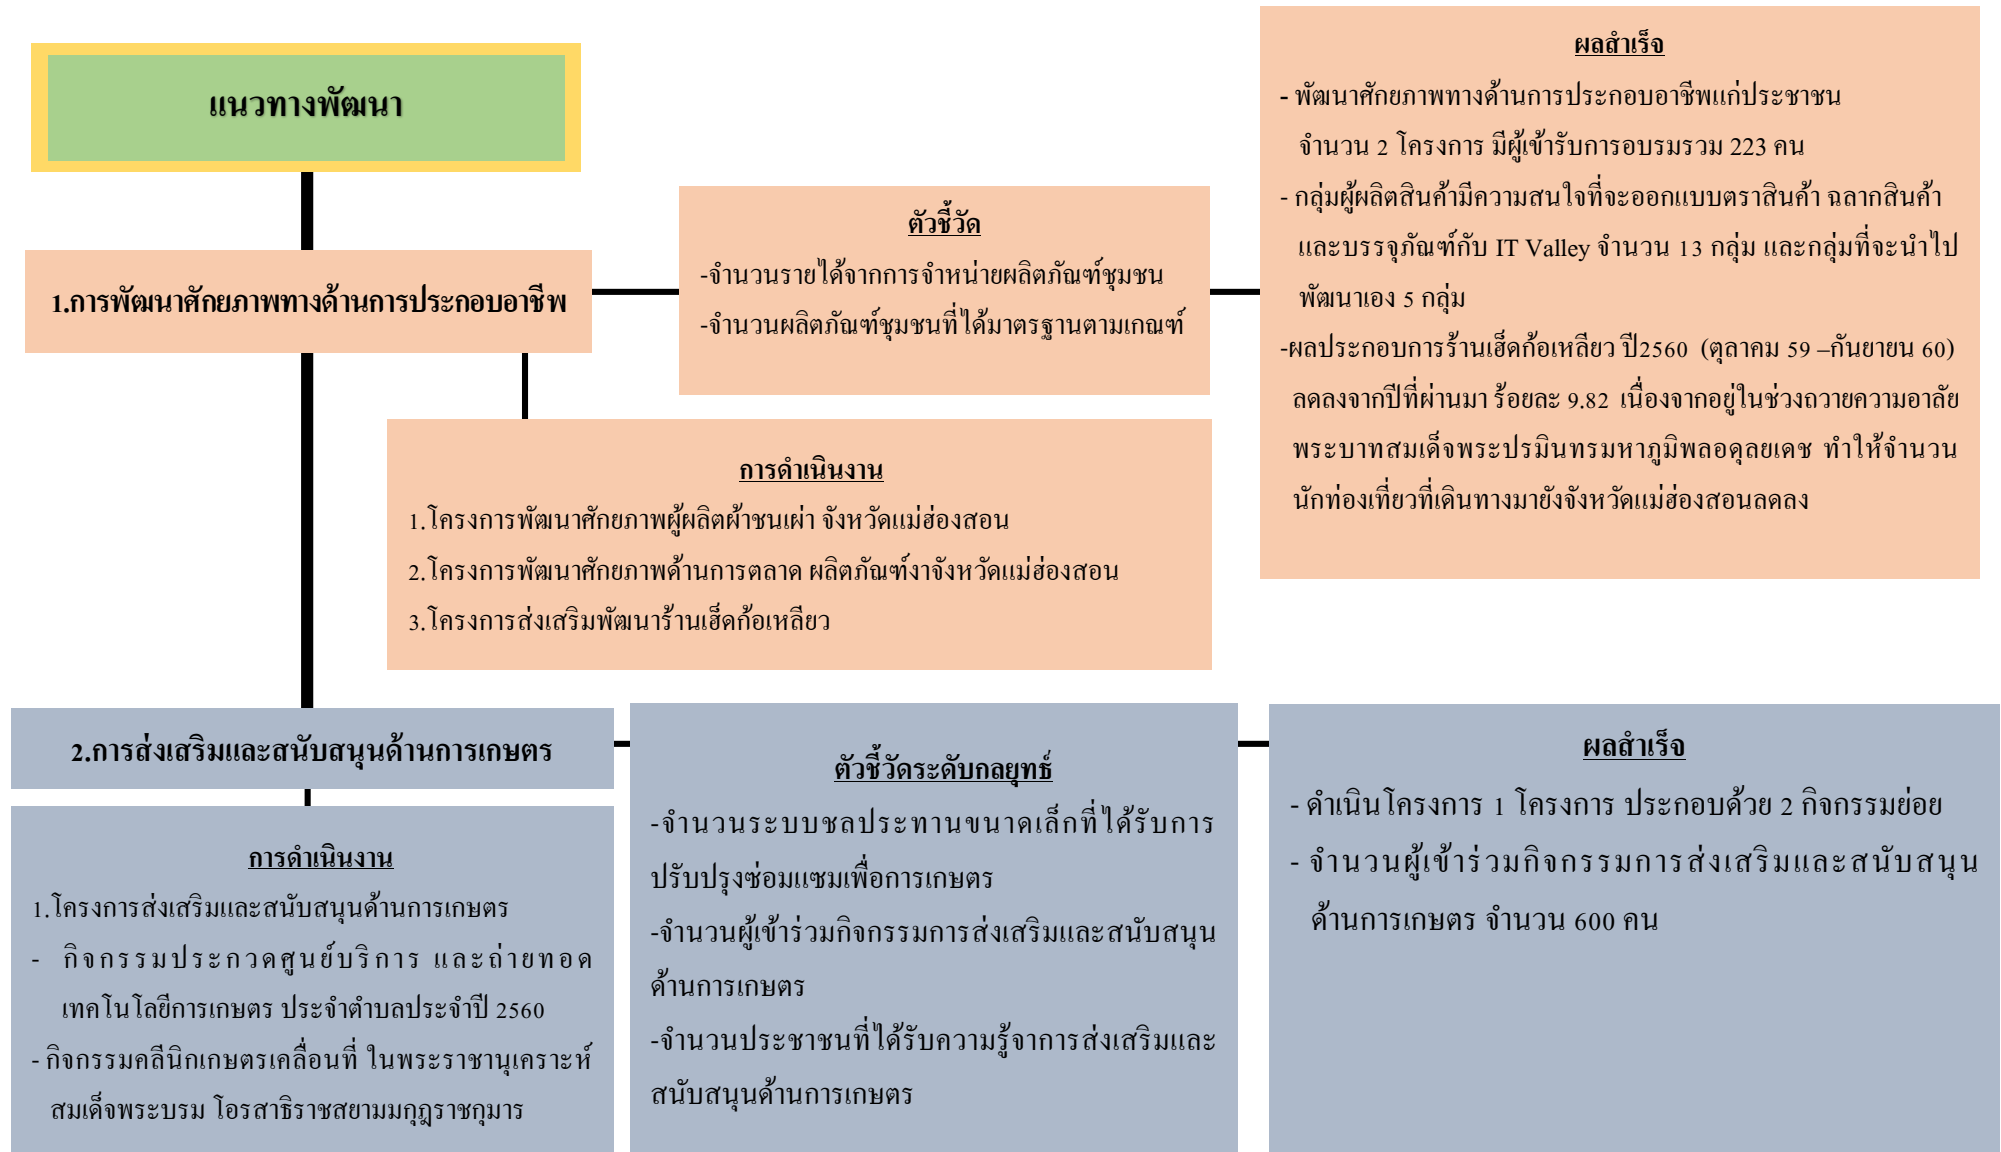 แนวทางพัฒนา
1.การพัฒนาศักยภาพทางด้านการประกอบอาชีพ
ตัวชี้วัด
-จำนวนรายได้จากการจำหน่ายผลิตภัณฑ์ชุมชน
-จำนวนผลิตภัณฑ์ชุมชนที่ได้มาตรฐานตามเกณฑ์
ผลสำเร็จ
- พัฒนาศักยภาพทางด้านการประกอบอาชีพแก่ประชาชน
จำนวน 2 โครงการ มีผู้เข้ารับการอบรมรวม 223 คน
- กลุ่มผู้ผลิตสินค้ามีความสนใจที่จะออกแบบตราสินค้า ฉลากสินค้า
และบรรจุภัณฑ์กับ IT Valley จำนวน 13 กลุ่ม และกลุ่มที่จะนำไป
พัฒนาเอง 5 กลุ่ม
-ผลประกอบการร้านเฮ็ดก้อเหลียว ปี2560 (ตุลาคม 59 –กันยายน 60)
ลดลงจากปีที่ผ่านมา ร้อยละ 9.82 เนื่องจากอยู่ในช่วงถวายความอาลัย
พระบาทสมเด็จพระปรมินทรมหาภูมิพลอดุลยเดช ทำให้จำนวน
นักท่องเที่ยวที่เดินทางมายังจังหวัดแม่ฮ่องสอนลดลง
การดำเนินงาน
1.โครงการพัฒนาศักยภาพผู้ผลิตผ้าชนเผ่า จังหวัดแม่ฮ่องสอน
2.โครงการพัฒนาศักยภาพด้านการตลาด ผลิตภัณฑ์งาจังหวัดแม่ฮ่องสอน
3.โครงการส่งเสริมพัฒนาร้านเฮ็ดก้อเหลียว
2.การส่งเสริมและสนับสนุนด้านการเกษตร
การดำเนินงาน
1.โครงการส่งเสริมและสนับสนุนด้านการเกษตร
- กิจกรรมประกวดศูนย์บริการ และถ่ายทอด
เทคโนโลยีการเกษตร ประจำตำบลประจำปี 2560
- กิจกรรมคลีนิกเกษตรเคลื่อนที่ ในพระราชานุเคราะห์
สมเด็จพระบรม โอรสาธิราชสยามมกุฎราชกุมาร
ตัวชี้วัดระดับกลยุทธ์
-จำนวนระบบชลประทานขนาดเล็กที่ได้รับการ
ปรับปรุงซ่อมแซมเพื่อการเกษตร
-จำนวนผู้เข้าร่วมกิจกรรมการส่งเสริมและสนับสนุน
ด้านการเกษตร
-จำนวนประชาชนที่ได้รับความรู้จาการส่งเสริมและ
สนับสนุนด้านการเกษตร
ผลสำเร็จ
- ดำเนินโครงการ 1 โครงการ ประกอบด้วย 2 กิจกรรมย่อย
- จำนวนผู้เข้าร่วมกิจกรรมการส่งเสริมและสนับสนุน
ด้านการเกษตร จำนวน 600 คน